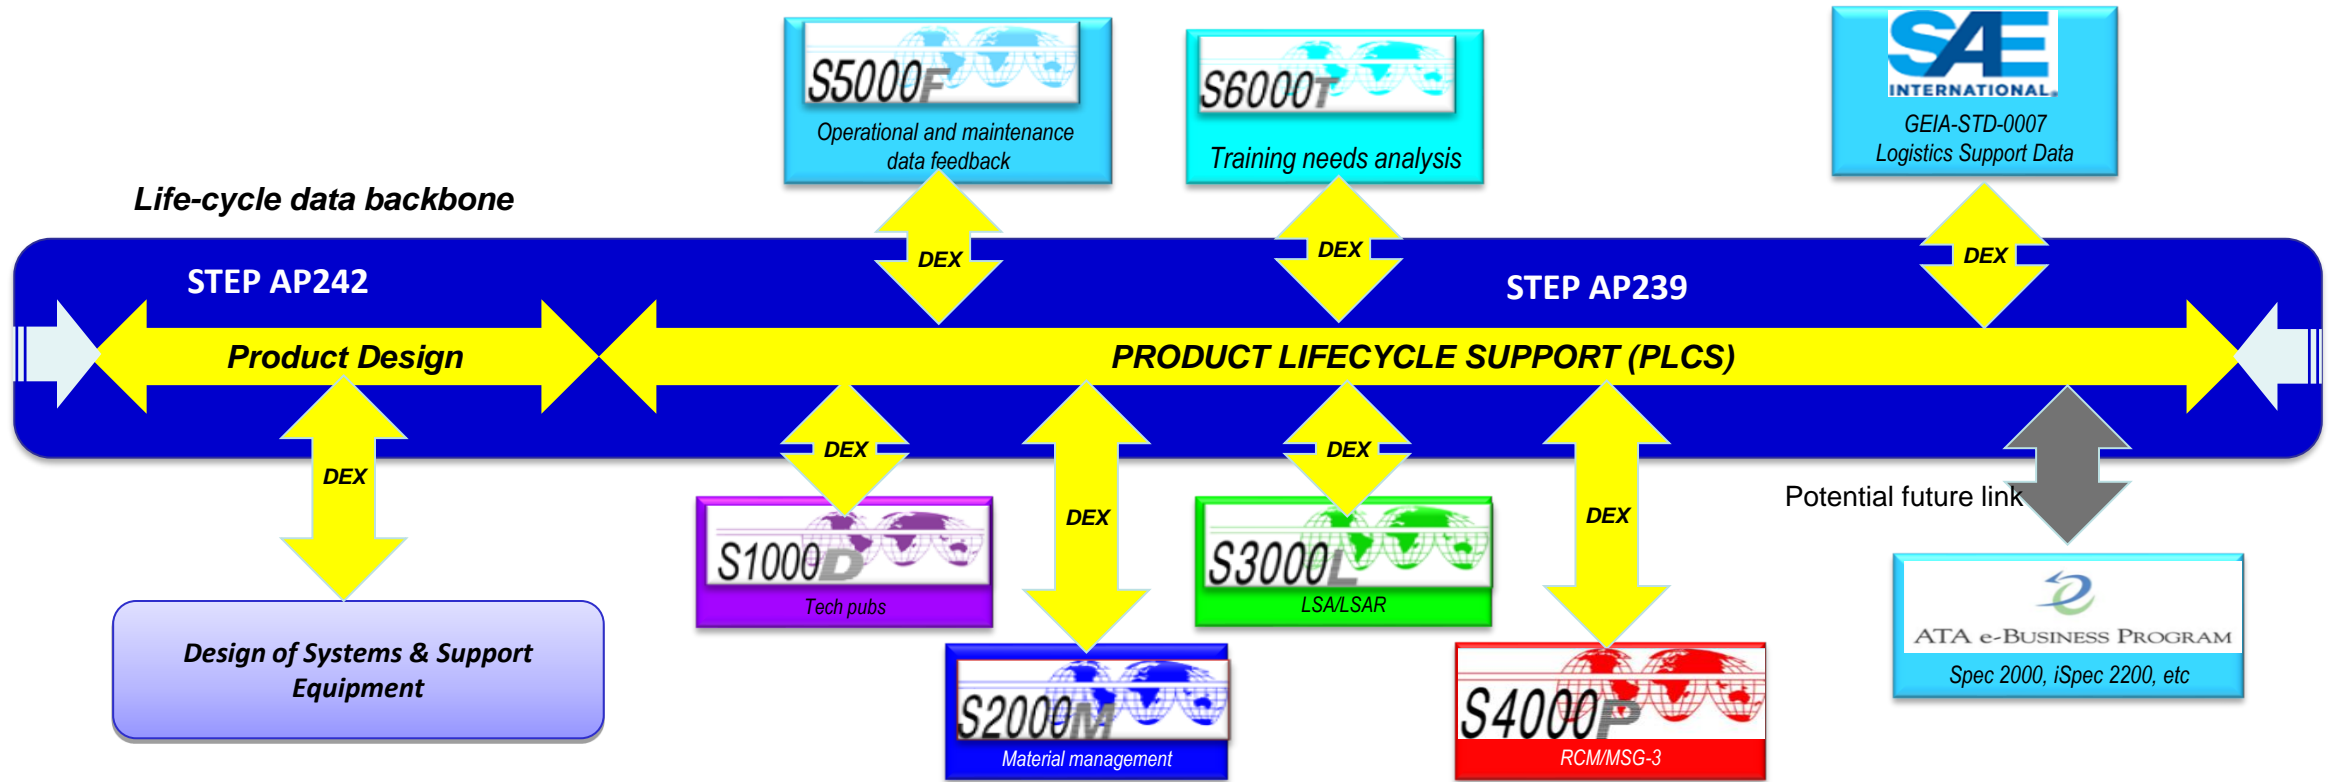 S5000F
Operational and maintenance
data feedback
S6000T
Training needs analysis
SAE
INTERNATIONAL®
GEIA-STD-0007
Logistics Support Data
Life-cycle data backbone
DEX
DEX
DEX
STEP AP242
STEP AP239
Product Design
PRODUCT LIFECYCLE SUPPORT (PLCS)
DEX
DEX
DEX
DEX
DEX
Potential future link
S1000D
Tech pubs
S3000L
LSA/LSAR
Design of Systems & Support
Equipment
S2000M
Material management
S4000P
RCM/MSG-3
ATA e-BUSINESS PROGRAM
Spec 2000, iSpec 2200, etc